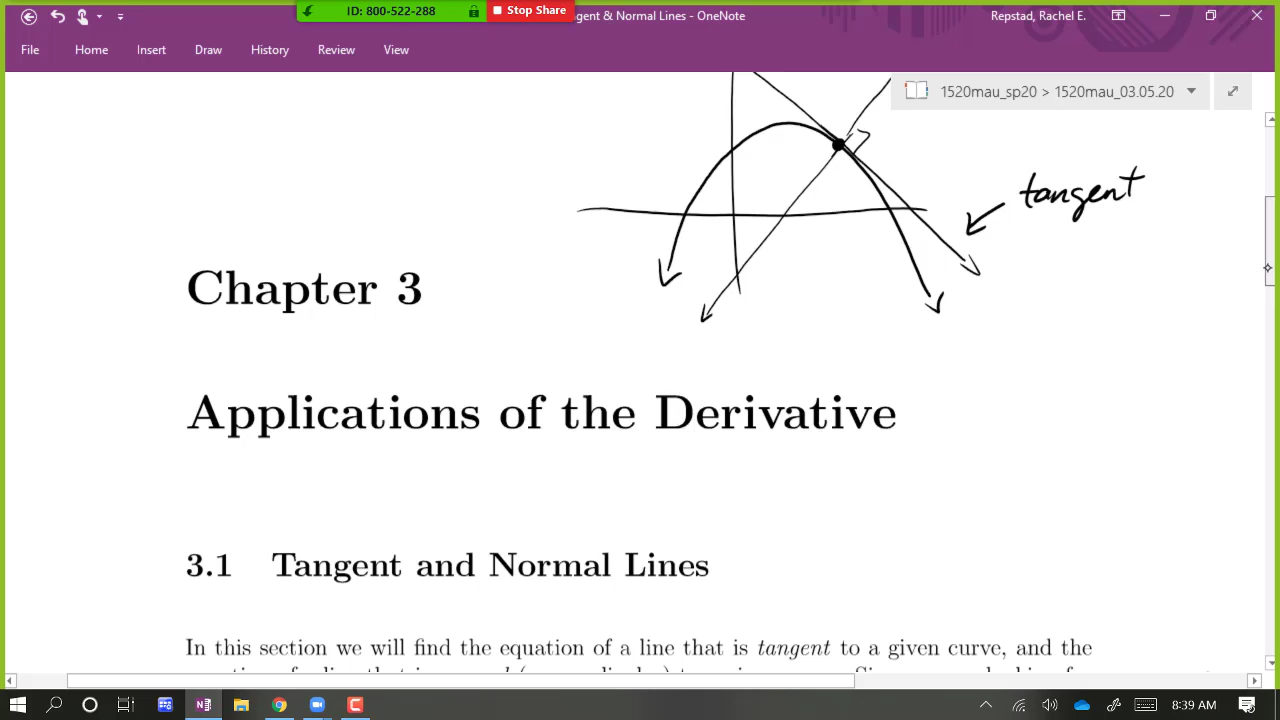 ID: 800-522-288
Stop Share
gent & Normal Lines - OneNote
Repstad, Rachel E.
File Home Insert Draw History Review View
1520mau_sp20 > 1520mau_03.05.20
tangent
Chapter 3
Applications of the Derivative
3.1 Tangent and Normal Lines
In this section we will find the equation of a line that is tangent to a given curve, and the
8:39 AM